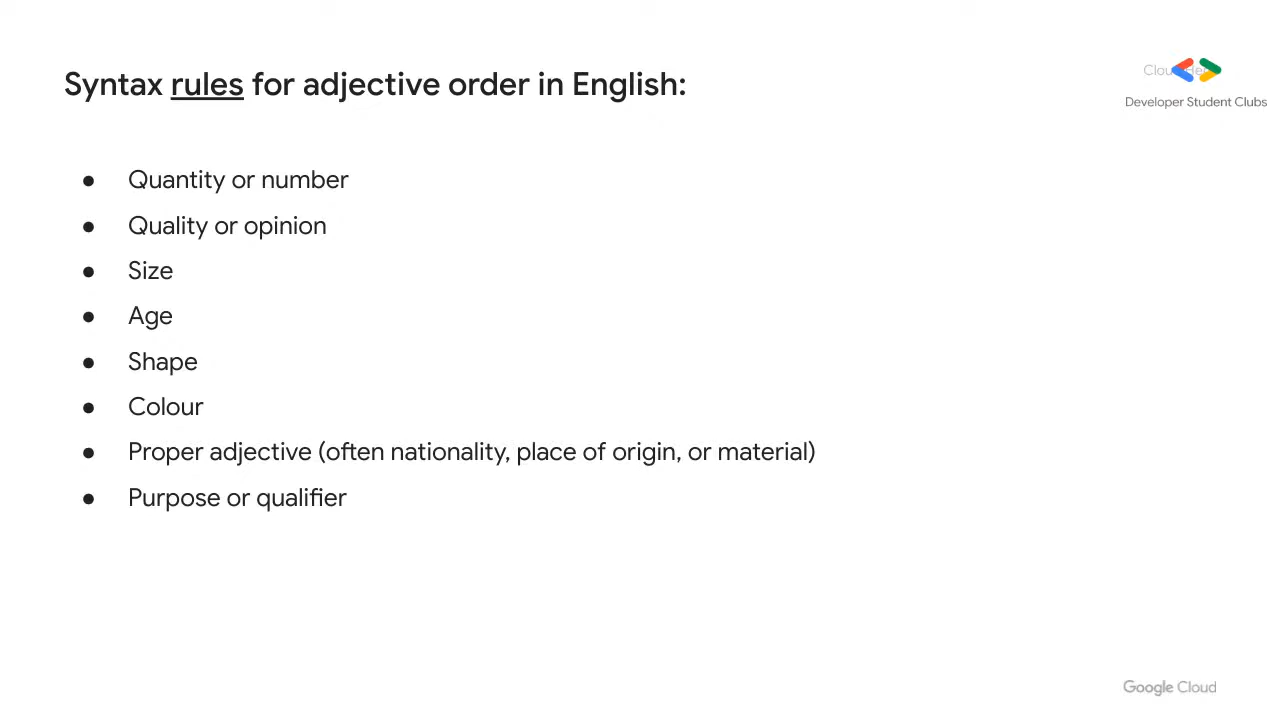 Syntax rules for adjective order in English:
Developer Student Clubs
● Quantity or number
● Quality or opinion
● Size
● Age
● Shape
● Colour
● Proper adjective (often nationality, place of origin, or material)
● Purpose or qualifier
Google Cloud